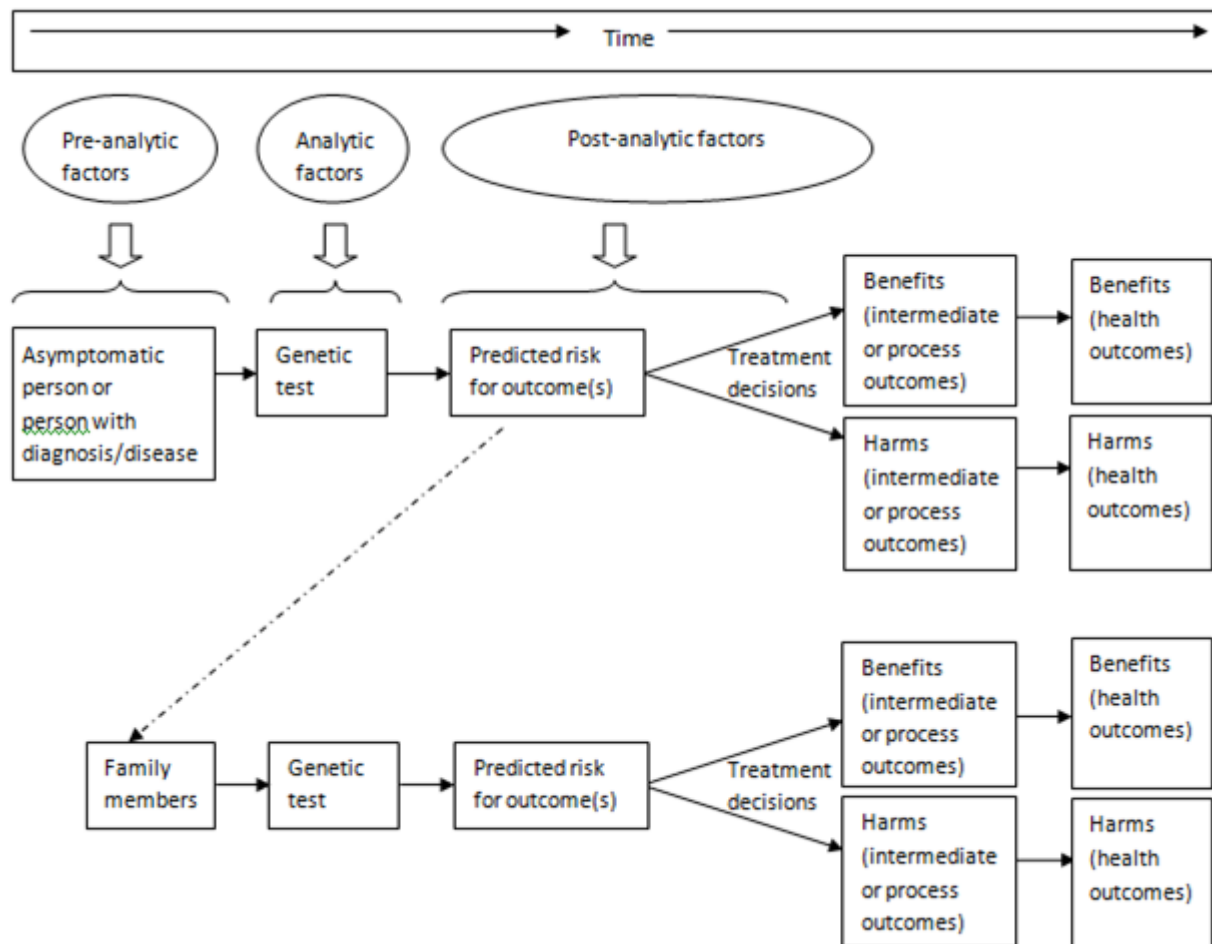 Time
Pre-analytic
factors
Analytic
factors
Post-analytic factors
Asymptomatic
person or
person with
diagnosis/disease
Genetic
test
Predicted risk
for outcome(s)
Treatment
decisions
Benefits
(intermediate
or process
outcomes)
Benefits
(health
outcomes)
Harms
(intermediate
or process
outcomes)
Harms
(health
outcomes)
Family
members
Genetic
test
Predicted risk
for outcome(s)
Treatment
decisions
Benefits
(intermediate
or process
outcomes)
Benefits
(health
outcomes)
Harms
(intermediate
or process
outcomes)
Harms
(health
outcomes)